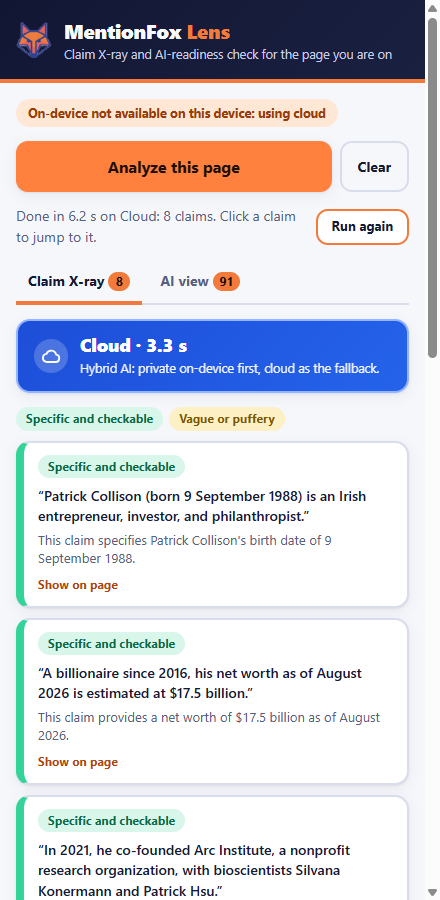 MentionFox Lens
Claim X-ray and AI-readiness check for the page you are on
On-device not available on this device: using cloud
Analyze this page
Clear
Done in 6.2 s on Cloud: 8 claims. Click a claim
to jump to it.
Run again
Claim X-ray 8
AI view 91
Cloud · 3.3 s
Hybrid AI: private on-device first, cloud as the fallback.
Specific and checkable
Vague or puffery
Specific and checkable
“Patrick Collison (born 9 September 1988) is an Irish
entrepreneur, investor, and philanthropist.”
This claim specifies Patrick Collison's birth date of 9
September 1988.
Show on page
Specific and checkable
“A billionaire since 2016, his net worth as of August
2026 is estimated at $17.5 billion.”
This claim provides a net worth of $17.5 billion as of August
2026.
Show on page
Specific and checkable
“In 2021, he co-founded Arc Institute, a nonprofit
research organization, with bioscientists Silvana
Konermann and Patrick Hsu.”